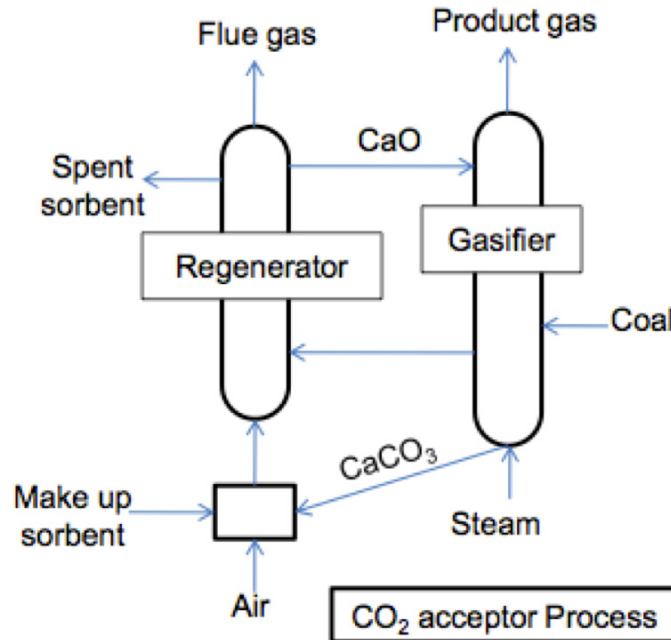 Flue gas
Product gas
CaO
Spent
sorbent
Gasifier
Regenerator
Coal
CaCO₃
Make up
sorbent
Steam
Air
CO₂ acceptor Process